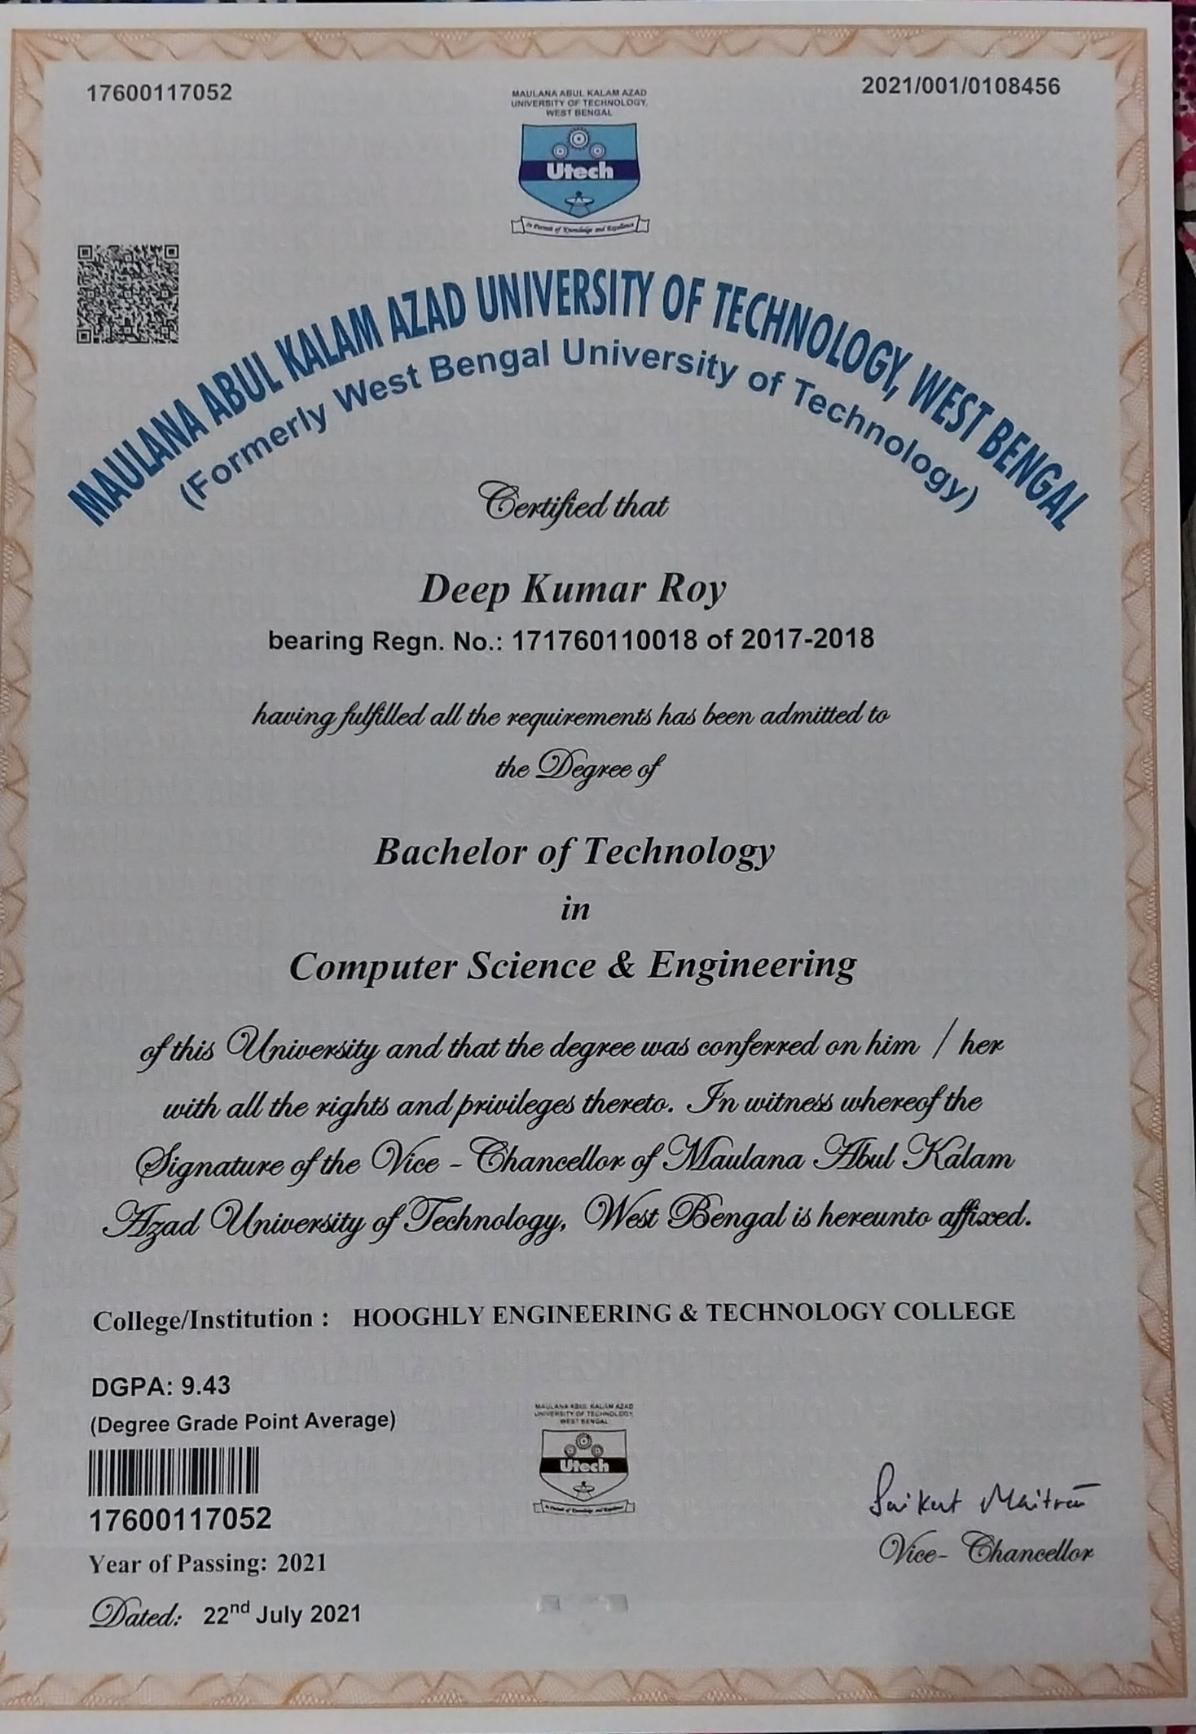 17600117052
2021/001/0108456
MAULANA ABUL KALAM AZAD
UNIVERSITY OF TECHNOLOGY,
WEST BENGAL
Utech
In Pursuit of Knowledge and Excellence
MAULANA ABUL KALAM AZAD UNIVERSITY OF TECHNOLOGY, WEST BENGAL
(Formerly West Bengal University of Technology)
Certified that
Deep Kumar Roy
bearing Regn. No.: 171760110018 of 2017-2018
having fulfilled all the requirements has been admitted to
the Degree of
Bachelor of Technology
in
Computer Science & Engineering
of this University and that the degree was conferred on him / her
with all the rights and privileges thereto. In witness whereof the
Signature of the Vice - Chancellor of Maulana Abul Kalam
Azad University of Technology, West Bengal is hereunto affixed.
College/Institution : HOOGHLY ENGINEERING & TECHNOLOGY COLLEGE
DGPA: 9.43
(Degree Grade Point Average)
17600117052
Year of Passing: 2021
Dated: 22nd July 2021
MAULANA ABUL KALAM AZAD
UNIVERSITY OF TECHNOLOGY,
WEST BENGAL
Utech
In Pursuit of Knowledge and Excellence
Saikat Maitra
Vice- Chancellor